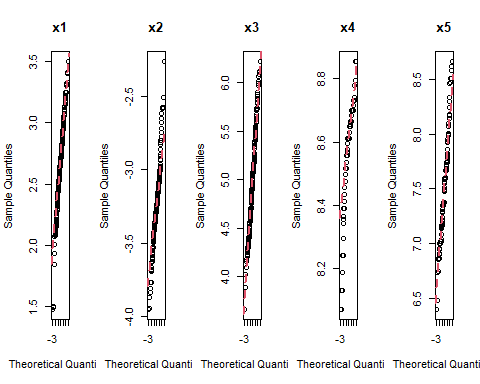 x1 x2 x3 x4 x5
Sample Quantiles Sample Quantiles Sample Quantiles Sample Quantiles Sample Quantiles
3.5 3.0 2.5 2.0 1.5
-2.5 -3.0 -3.5 -4.0
6.0 5.5 5.0 4.5 4.0
8.8 8.6 8.4 8.2
8.5 8.0 7.5 7.0 6.5
-3 -3 -3 -3 -3
Theoretical Quanti Theoretical Quanti Theoretical Quanti Theoretical Quanti Theoretical Quanti